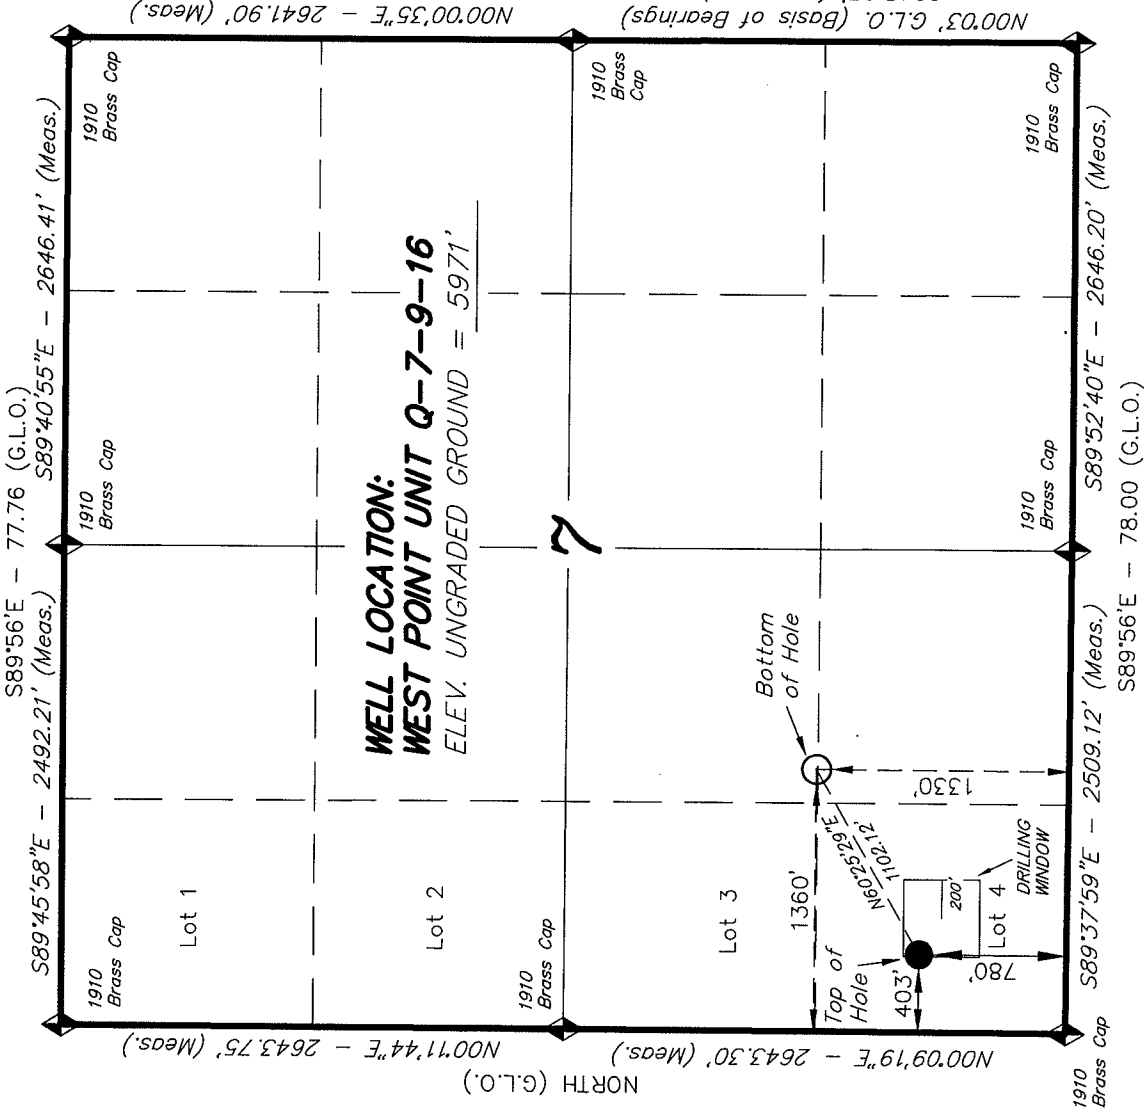 S89°56'E - 77.76 (G.L.O.)
S89°45'58"E - 2492.21' (Meas.)
S89°40'55"E - 2646.41' (Meas.)
N00°11'44"E - 2643.75' (Meas.)
N00°09'19"E - 2643.30' (Meas.)
NORTH (G.L.O.)
N00°00'35"E - 2641.90' (Meas.)
N00°03' G.L.O. (Basis of Bearings)
1910
Brass Cap
1910
Brass Cap
1910
Brass Cap
Lot 1
Lot 2
WELL LOCATION:
WEST POINT UNIT Q-7-9-16
ELEV. UNGRADED GROUND = 5971'
1910
Brass Cap
7
1910
Brass
Cap
Lot 3
Bottom
of Hole
1360'
1330'
N60°25'29"E
1102.12'
Top of
Hole
403'
780'
200'
Lot 4
DRILLING
WINDOW
1910
Brass Cap
1910
Brass Cap
1910
Brass Cap
S89°37'59"E - 2509.12' (Meas.)
S89°52'40"E - 2646.20' (Meas.)
S89°56'E - 78.00 (G.L.O.)